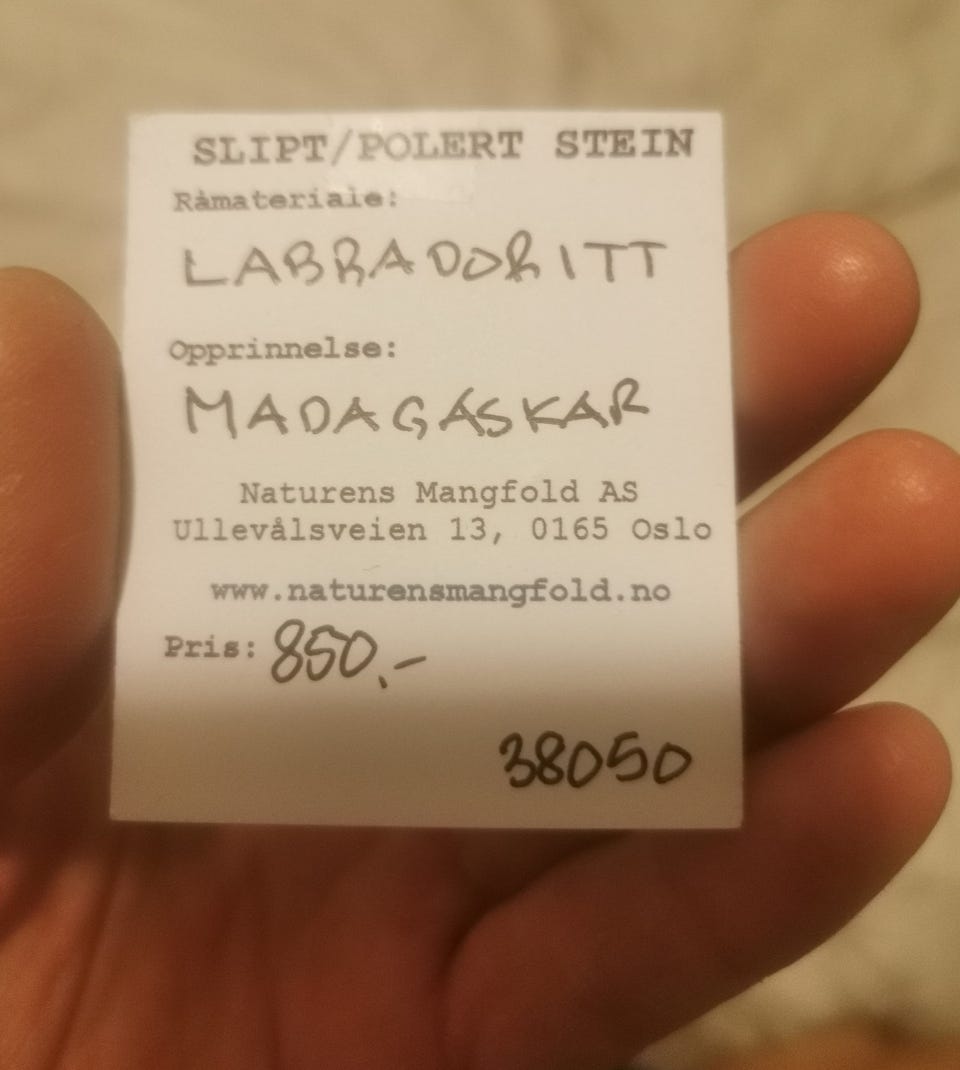 SLIPT/POLERT STEIN
Råmateriale:
LABRADORITT
Opprinnelse:
MADAGASKAR
Naturens Mangfold AS
Ullevålsveien 13, 0165 Oslo
www.naturensmangfold.no
Pris: 850,-
38050